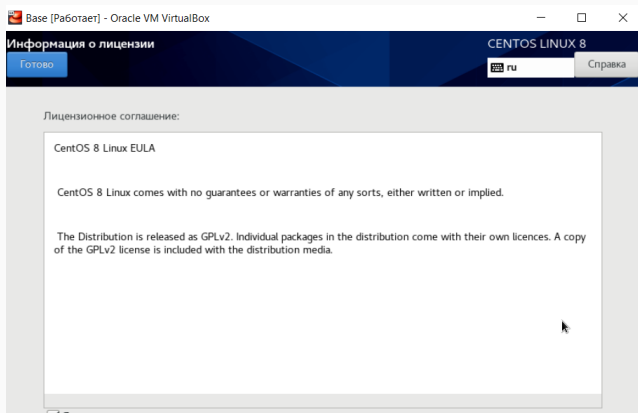 Base [Работает] - Oracle VM VirtualBox
Информация о лицензии
CENTOS LINUX 8
Готово
ru
Справка
Лицензионное соглашение:
CentOS 8 Linux EULA
CentOS 8 Linux comes with no guarantees or warranties of any sorts, either written or implied.
The Distribution is released as GPLv2. Individual packages in the distribution come with their own licences. A copy
of the GPLv2 license is included with the distribution media.